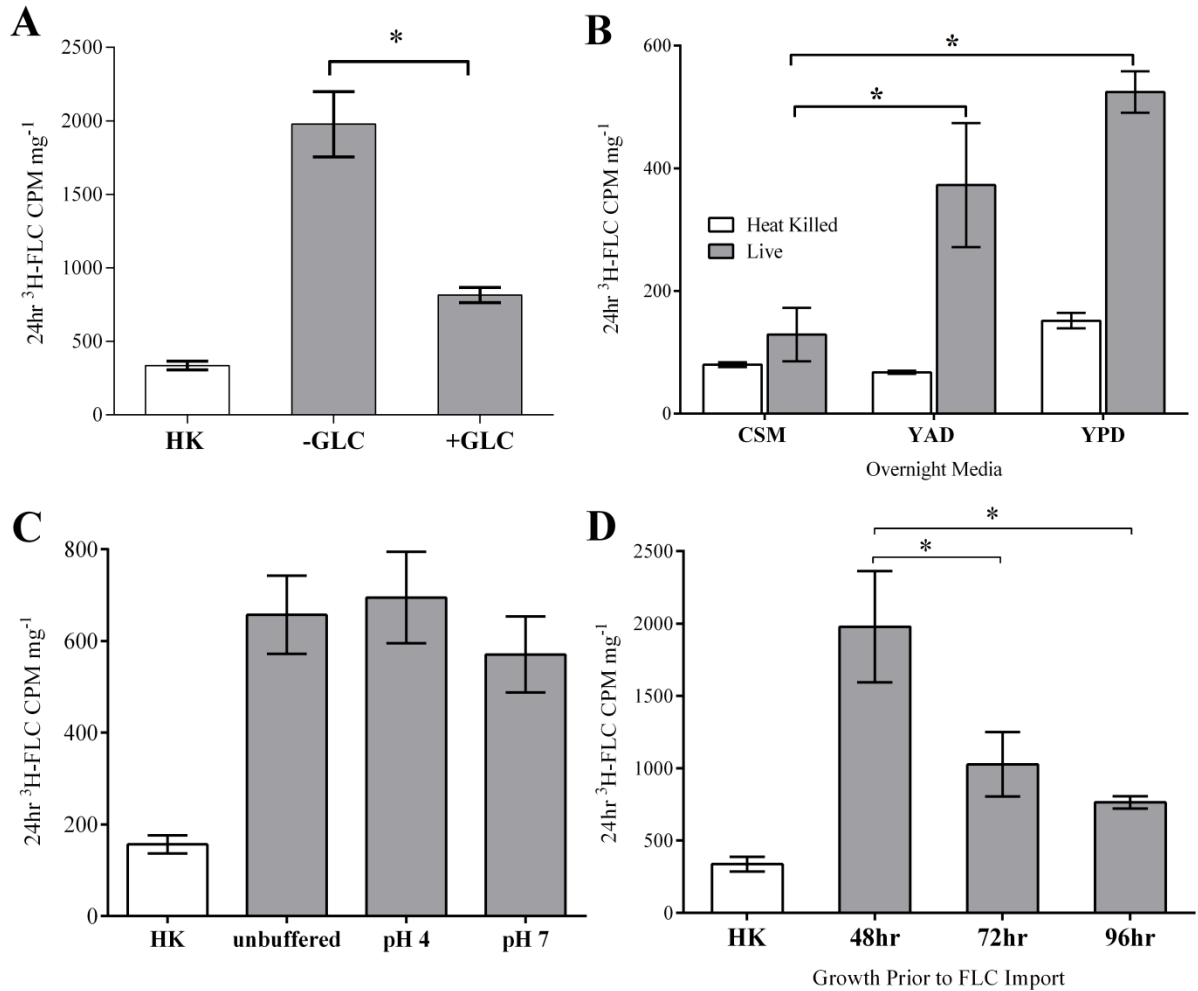 A
24hr ³H-FLC CPM mg⁻¹
2500
2000
1500
1000
500
0
*
HK
-GLC
+GLC
B
24hr ³H-FLC CPM mg⁻¹
600
400
200
0
*
*
Heat Killed
Live
CSM
YAD
YPD
Overnight Media
C
24hr ³H-FLC CPM mg⁻¹
800
600
400
200
0
HK
unbuffered
pH 4
pH 7
D
24hr ³H-FLC CPM mg⁻¹
2500
2000
1500
1000
500
0
*
*
HK
48hr
72hr
96hr
Growth Prior to FLC Import